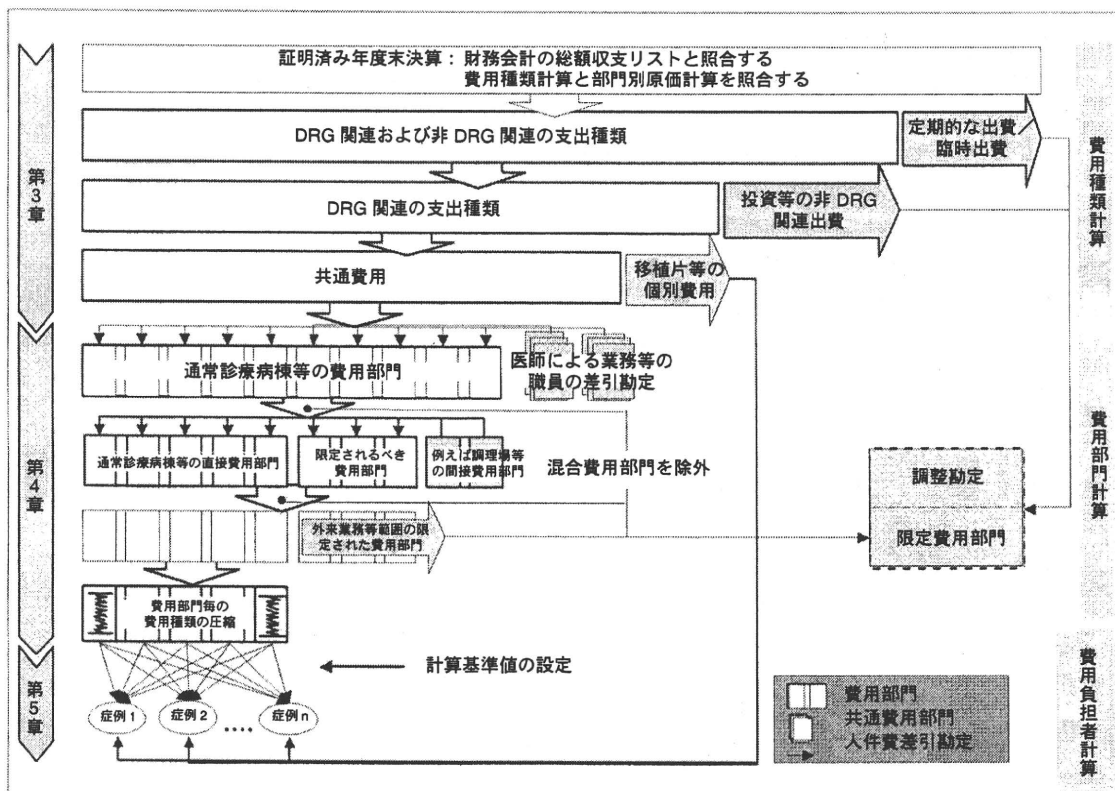 証明済み年度末決算：財務会計の総額収支リストと照合する
費用種類計算と部門別原価計算を照合する
DRG 関連および非 DRG 関連の支出種類
定期的な出費／
臨時出費
DRG 関連の支出種類
投資等の非 DRG
関連出費
共通費用
移植片等の
個別費用
第3章
費用種類計算
通常診療病棟等の費用部門
医師による業務等の
職員の差引勘定
通常診療病棟等の直接費用部門
限定されるべき
費用部門
例えば調理場等
の間接費用部門
混合費用部門を除外
外来業務等範囲の限
定された費用部門
調整勘定
限定費用部門
第4章
費用部門計算
費用部門毎の
費用種類の圧縮
計算基準値の設定
症例 1
症例 2
....
症例 n
第5章
費用負担者計算
費用部門
共通費用部門
人件費差引勘定